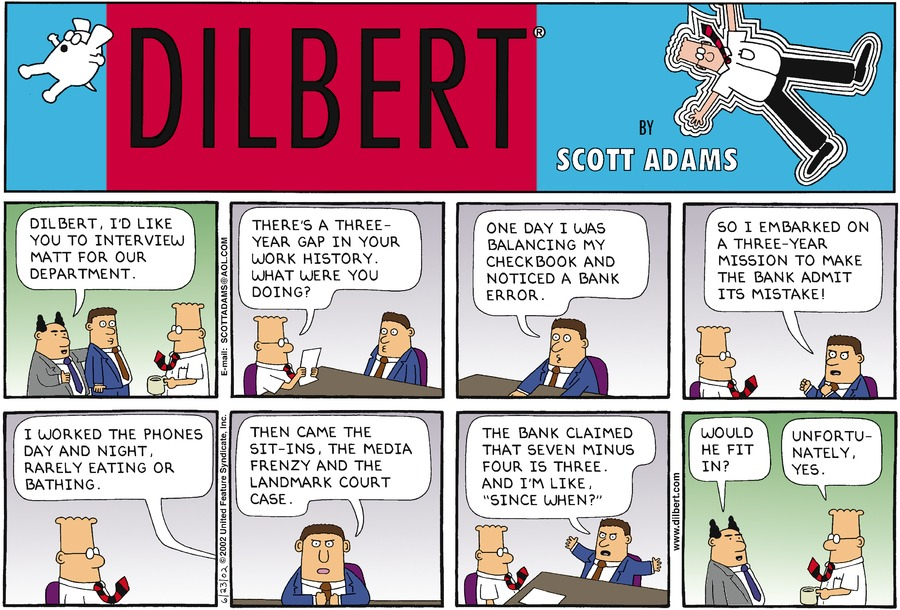 DILBERT®
BY
SCOTT ADAMS
DILBERT, I'D LIKE
YOU TO INTERVIEW
MATT FOR OUR
DEPARTMENT.
E-mail: SCOTTADAMS@AOL.COM
THERE'S A THREE-
YEAR GAP IN YOUR
WORK HISTORY.
WHAT WERE YOU
DOING?
ONE DAY I WAS
BALANCING MY
CHECKBOOK AND
NOTICED A BANK
ERROR.
SO I EMBARKED ON
A THREE-YEAR
MISSION TO MAKE
THE BANK ADMIT
ITS MISTAKE!
I WORKED THE PHONES
DAY AND NIGHT,
RARELY EATING OR
BATHING.
6/23/02 ©2002 United Feature Syndicate, Inc.
THEN CAME THE
SIT-INS, THE MEDIA
FRENZY AND THE
LANDMARK COURT
CASE.
THE BANK CLAIMED
THAT SEVEN MINUS
FOUR IS THREE.
AND I'M LIKE,
"SINCE WHEN?"
www.dilbert.com
WOULD
HE FIT
IN?
UNFORTU-
NATELY,
YES.